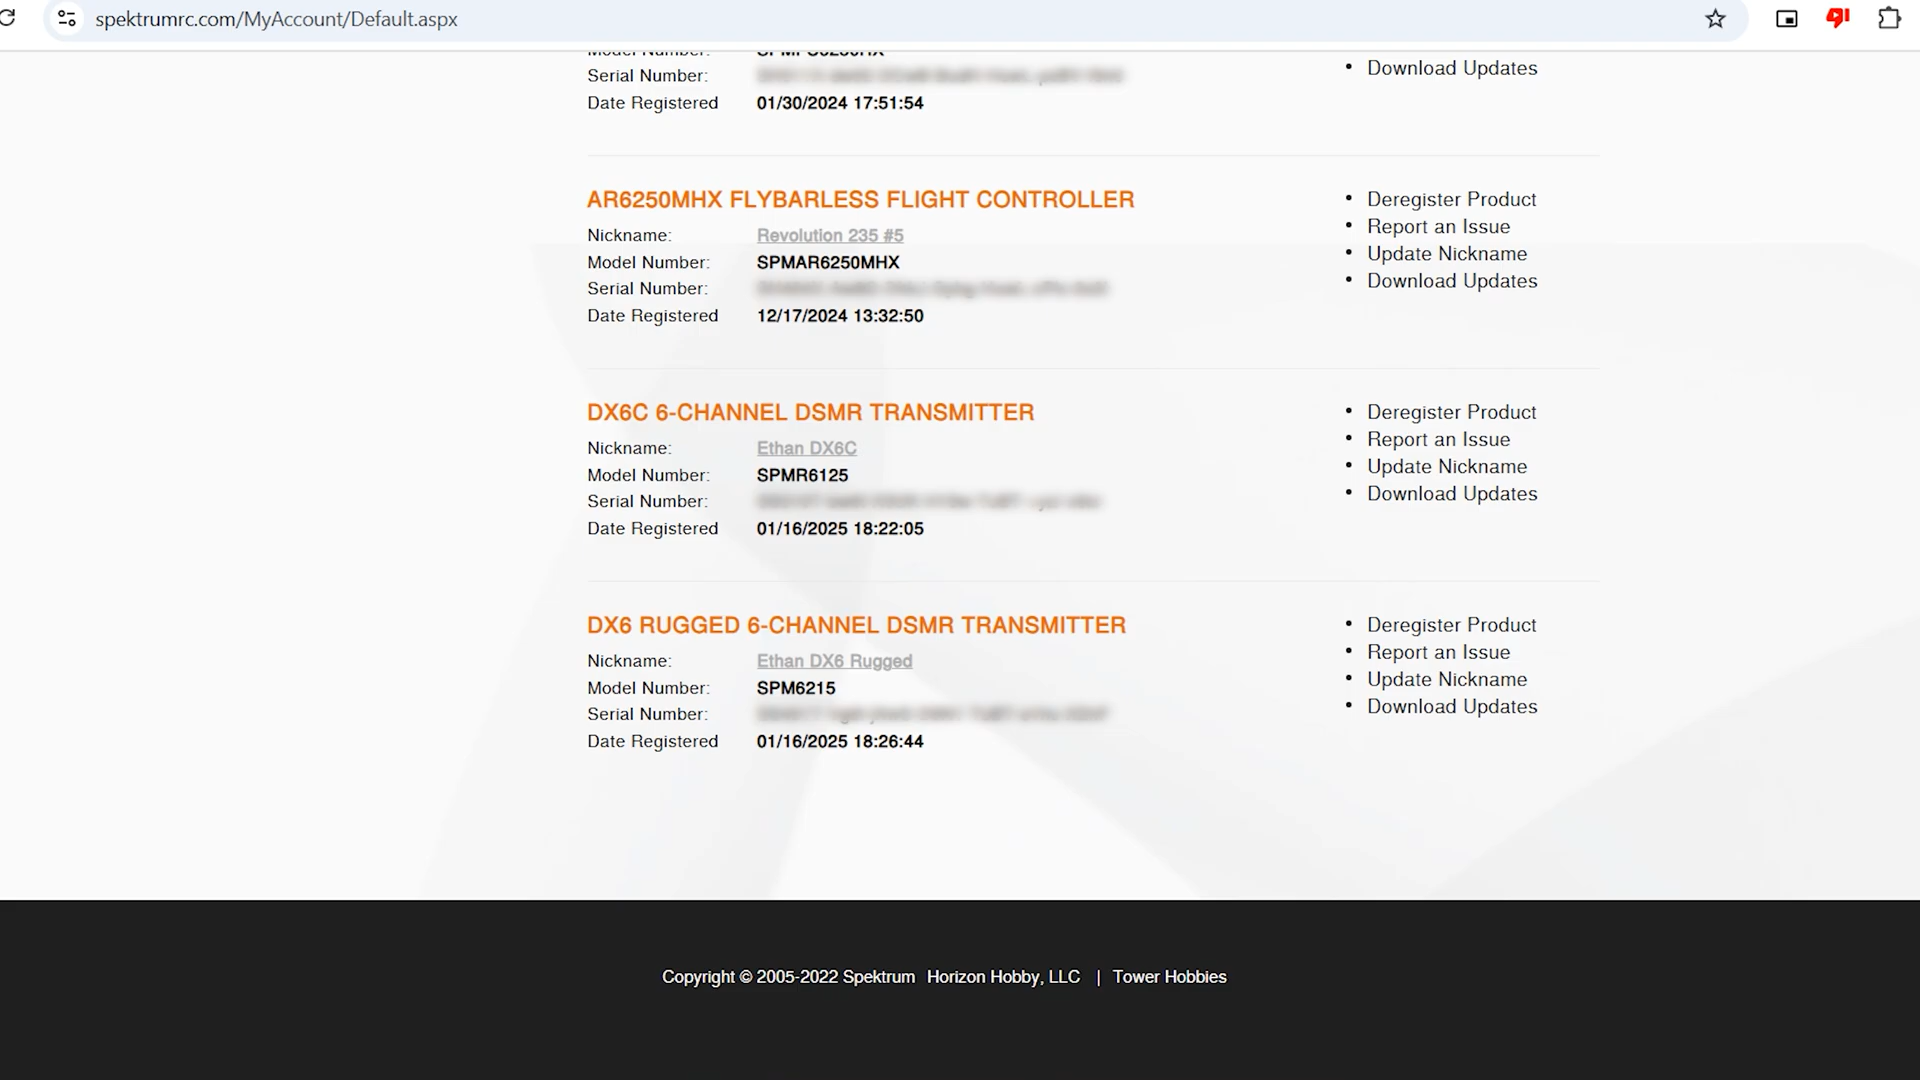 spektrumrc.com/MyAccount/Default.aspx
Serial Number:
Date Registered 01/30/2024 17:51:54
• Download Updates
AR6250MHX FLYBARLESS FLIGHT CONTROLLER
Nickname: Revolution 235 #5
Model Number: SPMAR6250MHX
Serial Number:
Date Registered 12/17/2024 13:32:50
• Deregister Product
• Report an Issue
• Update Nickname
• Download Updates
DX6C 6-CHANNEL DSMR TRANSMITTER
Nickname: Ethan DX6C
Model Number: SPMR6125
Serial Number:
Date Registered 01/16/2025 18:22:05
• Deregister Product
• Report an Issue
• Update Nickname
• Download Updates
DX6 RUGGED 6-CHANNEL DSMR TRANSMITTER
Nickname: Ethan DX6 Rugged
Model Number: SPM6215
Serial Number:
Date Registered 01/16/2025 18:26:44
• Deregister Product
• Report an Issue
• Update Nickname
• Download Updates
Copyright © 2005-2022 Spektrum Horizon Hobby, LLC | Tower Hobbies